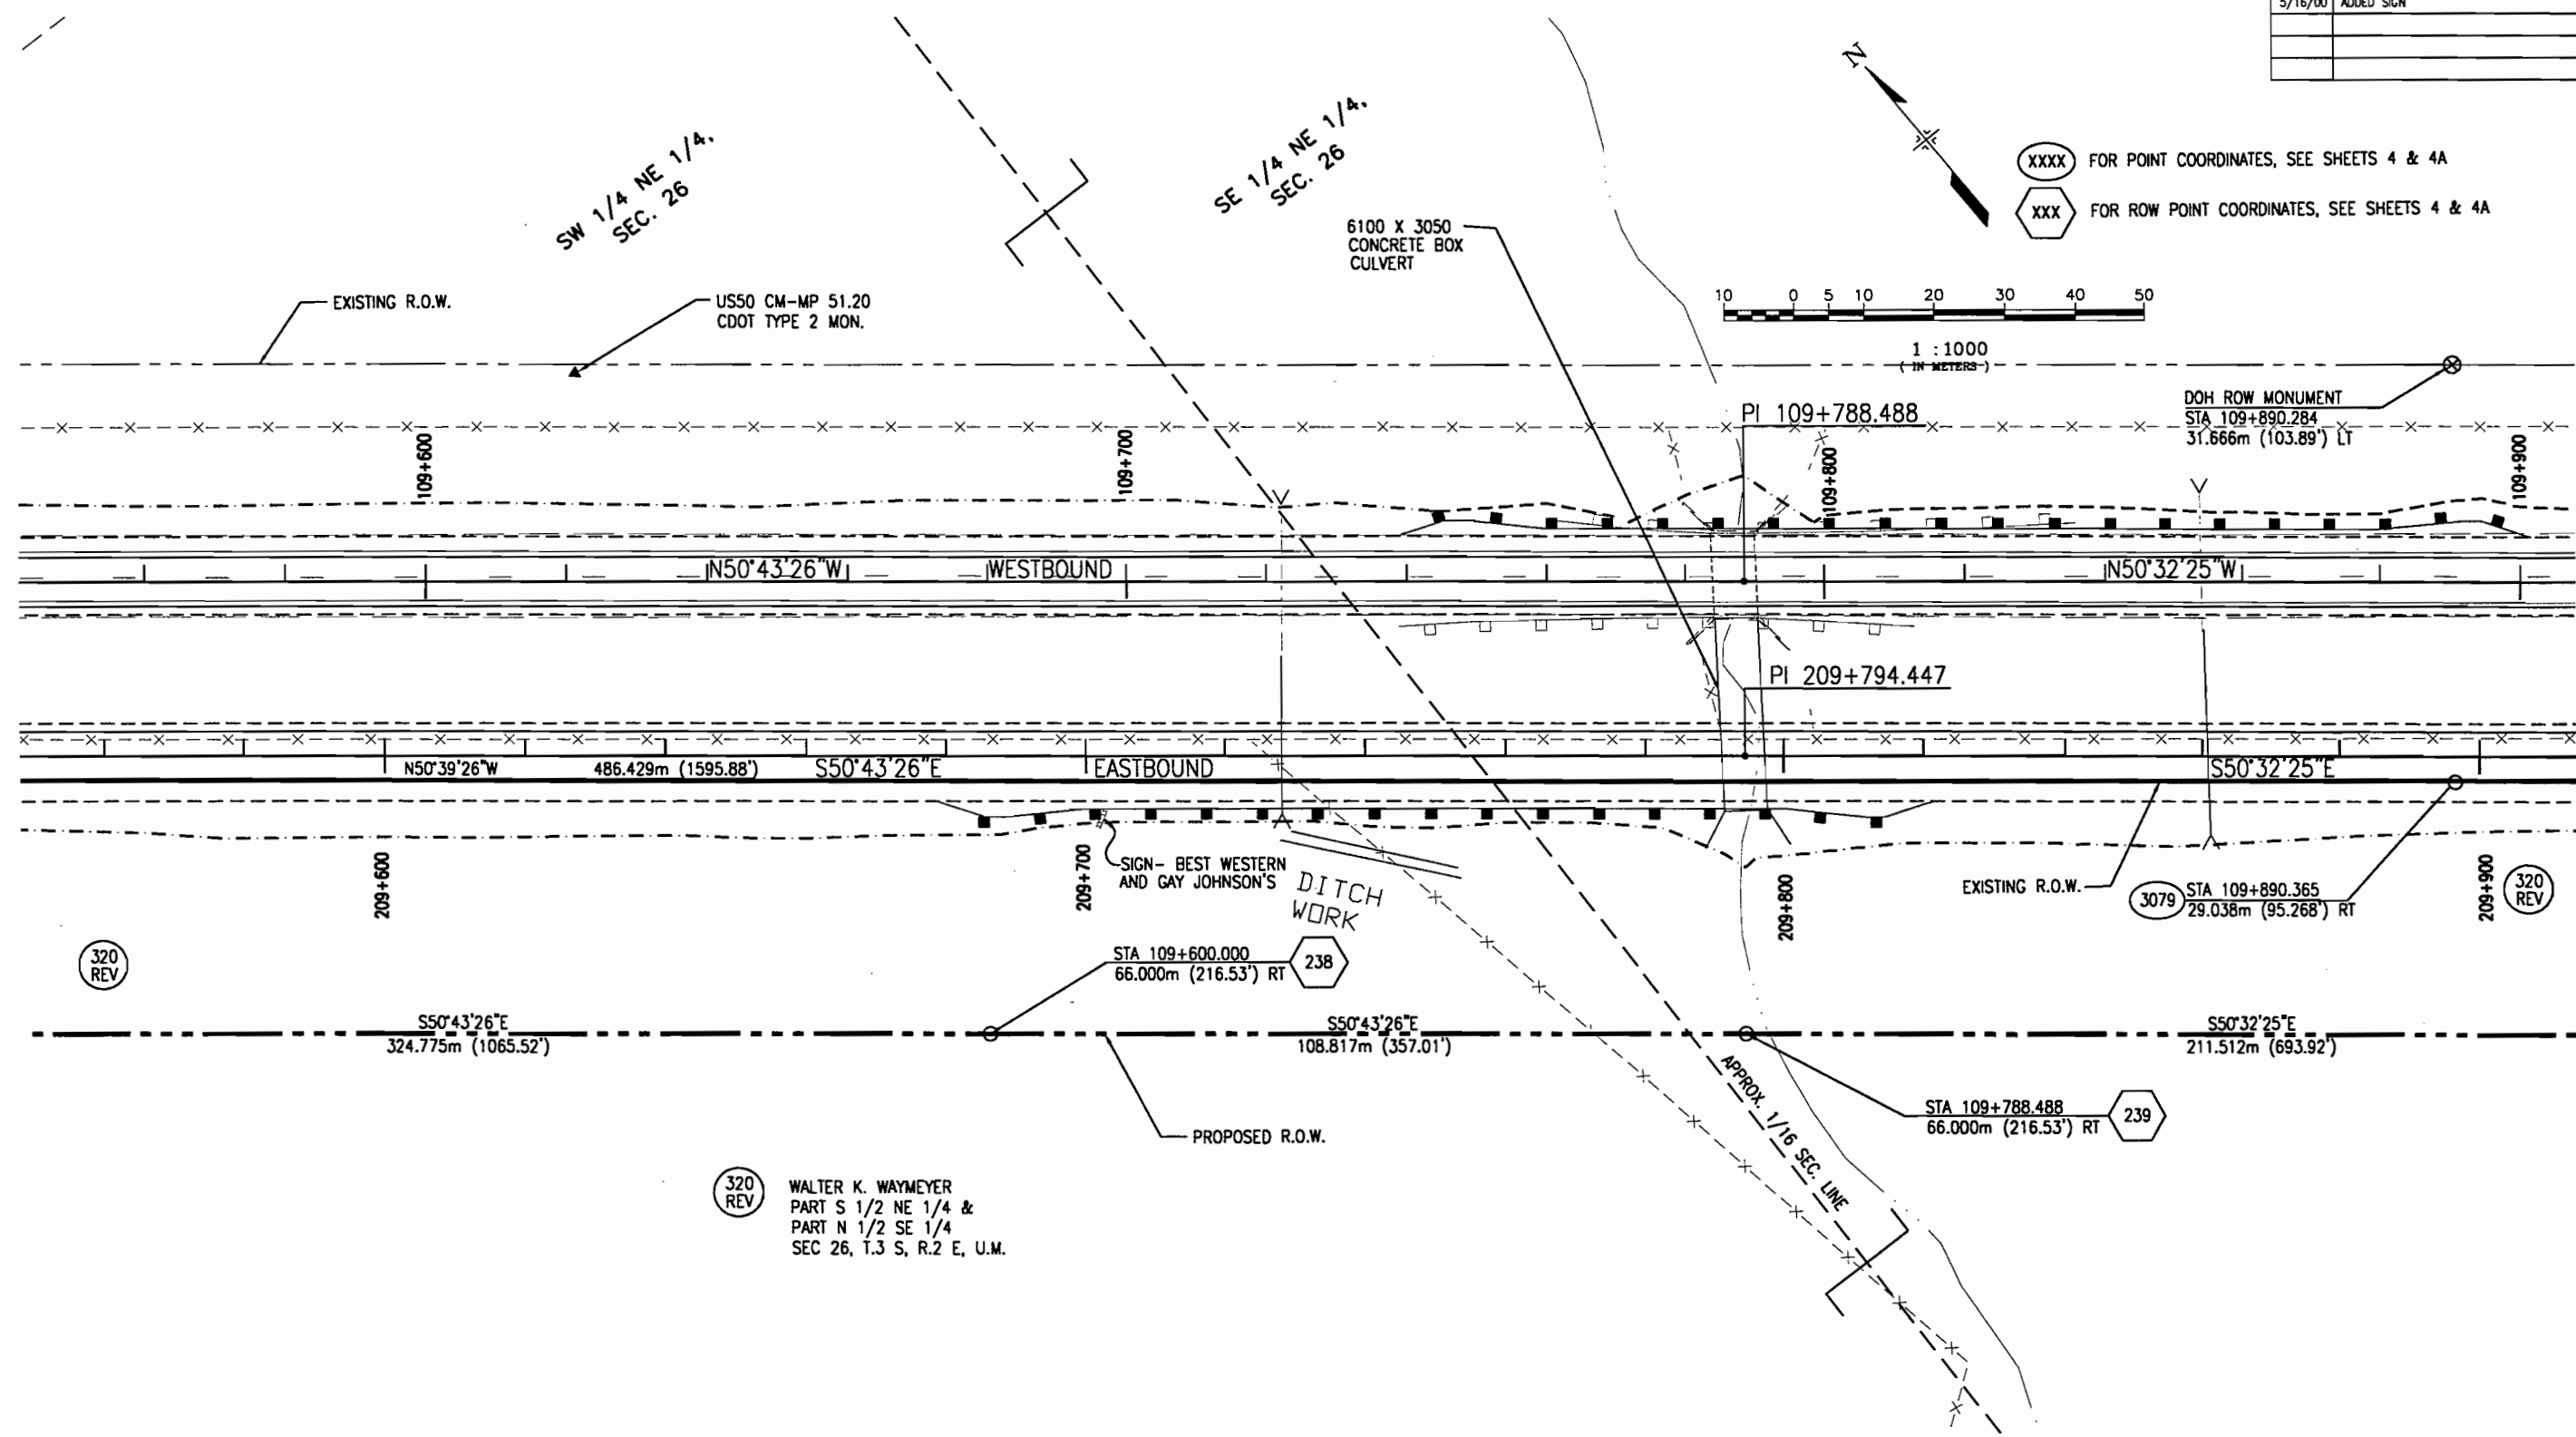 5/16/00 ADDED SIGN
N
XXXX FOR POINT COORDINATES, SEE SHEETS 4 & 4A
XXX FOR ROW POINT COORDINATES, SEE SHEETS 4 & 4A
SW 1/4 NE 1/4.
SEC. 26
SE 1/4 NE 1/4.
SEC. 26
6100 X 3050
CONCRETE BOX
CULVERT
EXISTING R.O.W.
US50 CM-MP 51.20
CDOT TYPE 2 MON.
10 0 5 10 20 30 40 50
1 : 1000
( IN METERS )
DOH ROW MONUMENT
STA 109+890.284
31.666m (103.89') LT
PI 109+788.488
109+600
109+700
109+800
109+900
N50°43'26"W
WESTBOUND
N50°32'25"W
PI 209+794.447
N50°39'26"W
486.429m (1595.88')
S50°43'26"E
EASTBOUND
S50°32'25"E
209+600
209+700
209+800
209+900
SIGN- BEST WESTERN
AND GAY JOHNSON'S
DITCH
WORK
EXISTING R.O.W.
3079
STA 109+890.365
29.038m (95.268') RT
320
REV
320
REV
STA 109+600.000
66.000m (216.53') RT
238
S50°43'26"E
324.775m (1065.52')
S50°43'26"E
108.817m (357.01')
S50°32'25"E
211.512m (693.92')
PROPOSED R.O.W.
APPROX. 1/16 SEC. LINE
STA 109+788.488
66.000m (216.53') RT
239
320
REV
WALTER K. WAYMEYER
PART S 1/2 NE 1/4 &
PART N 1/2 SE 1/4
SEC 26, T.3 S, R.2 E, U.M.